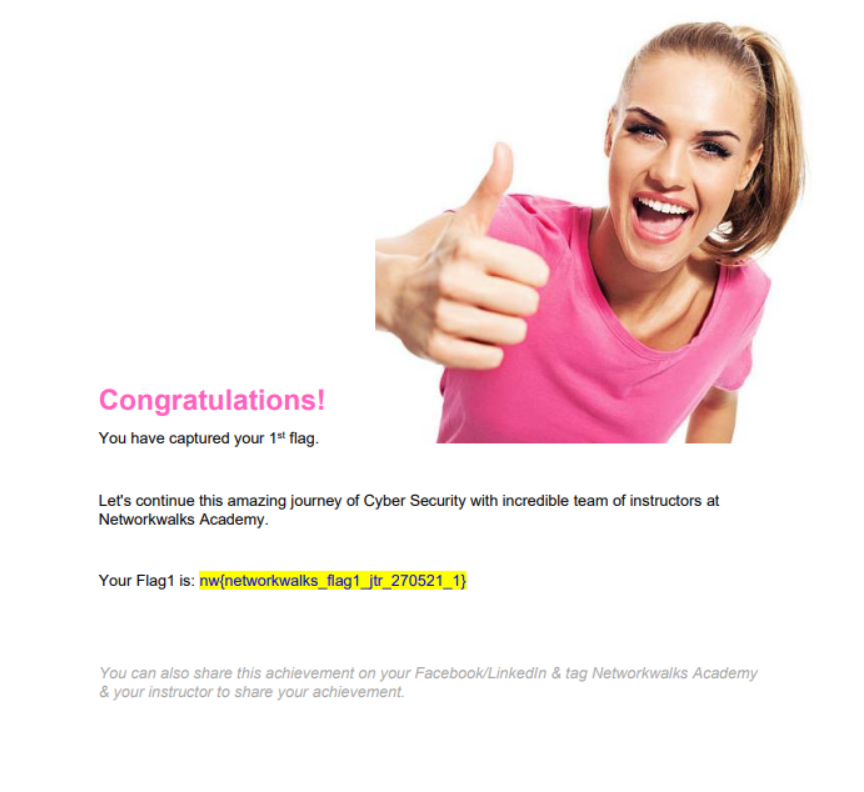 Congratulations!
You have captured your 1st flag.
Let's continue this amazing journey of Cyber Security with incredible team of instructors at
Networkwalks Academy.
Your Flag1 is: nw{networkwalks_flag1_jtr_270521_1}
You can also share this achievement on your Facebook/LinkedIn & tag Networkwalks Academy
& your instructor to share your achievement.